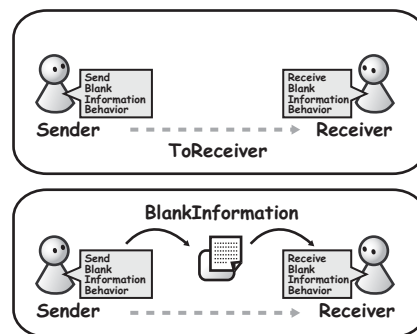 Send
Blank
Information
Behavior
Receive
Blank
Information
Behavior
Sender
Receiver
ToReceiver
BlankInformation
Send
Blank
Information
Behavior
Receive
Blank
Information
Behavior
Sender
Receiver